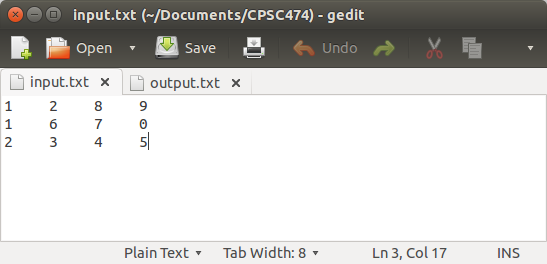 input.txt (~/Documents/CPSC474) - gedit
Open Save Undo
input.txt output.txt
1 2 8 9
1 6 7 0
2 3 4 5
Plain Text Tab Width: 8 Ln 3, Col 17 INS